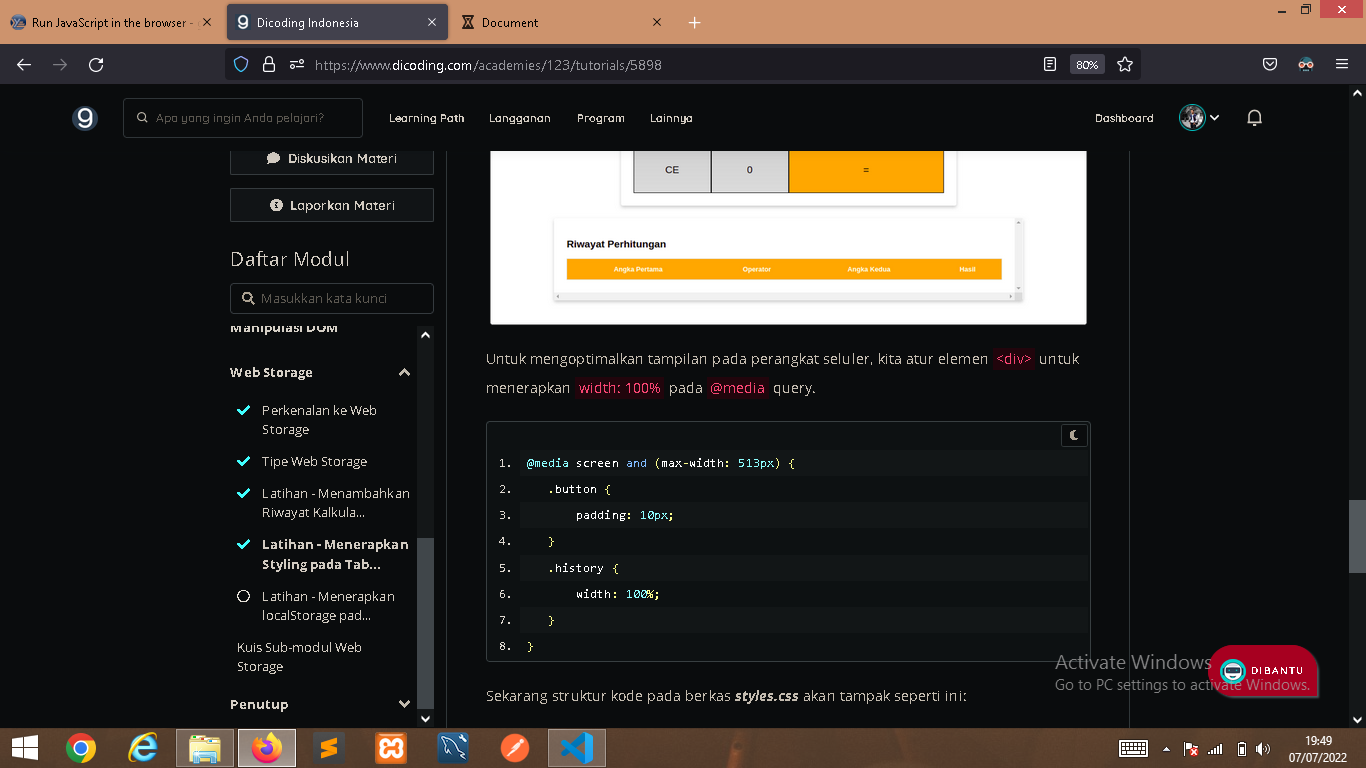 Run JavaScript in the browser -
Dicoding Indonesia
Document
https://www.dicoding.com/academies/123/tutorials/5898
80%
Apa yang ingin Anda pelajari?
Learning Path
Langganan
Program
Lainnya
Dashboard
Diskusikan Materi
Laporkan Materi
Daftar Modul
Masukkan kata kunci
Manipulasi DOM
Web Storage
Perkenalan ke Web
Storage
Tipe Web Storage
Latihan - Menambahkan
Riwayat Kalkula...
Latihan - Menerapkan
Styling pada Tab...
Latihan - Menerapkan
localStorage pad...
Kuis Sub-modul Web
Storage
Penutup
CE 0 =
Riwayat Perhitungan
Angka Pertama Operator Angka Kedua Hasil
Untuk mengoptimalkan tampilan pada perangkat seluler, kita atur elemen <div> untuk
menerapkan width: 100% pada @media query.
1. @media screen and (max-width: 513px) {
2. .button {
3. padding: 10px;
4. }
5. .history {
6. width: 100%;
7. }
8. }
Sekarang struktur kode pada berkas styles.css akan tampak seperti ini:
Activate Windows
Go to PC settings to activate Windows.
DIBANTU
19:49
07/07/2022